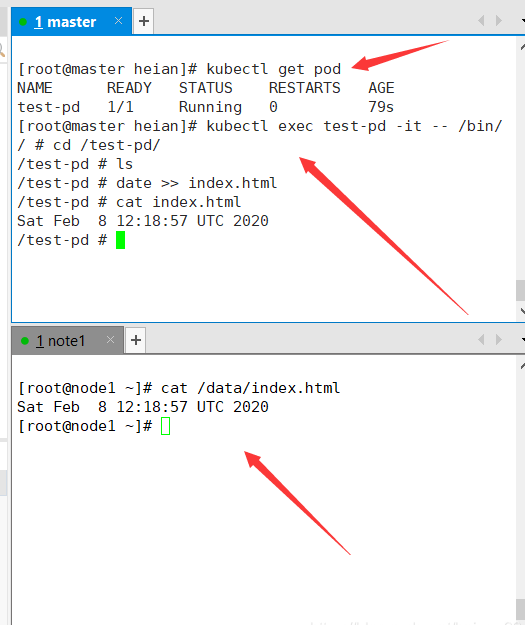 1 master
[root@master heian]# kubectl get pod
NAME READY STATUS RESTARTS AGE
test-pd 1/1 Running 0 79s
[root@master heian]# kubectl exec test-pd -it -- /bin/
/ # cd /test-pd/
/test-pd # ls
/test-pd # date >> index.html
/test-pd # cat index.html
Sat Feb  8 12:18:57 UTC 2020
/test-pd #
1 note1
[root@node1 ~]# cat /data/index.html
Sat Feb  8 12:18:57 UTC 2020
[root@node1 ~]#